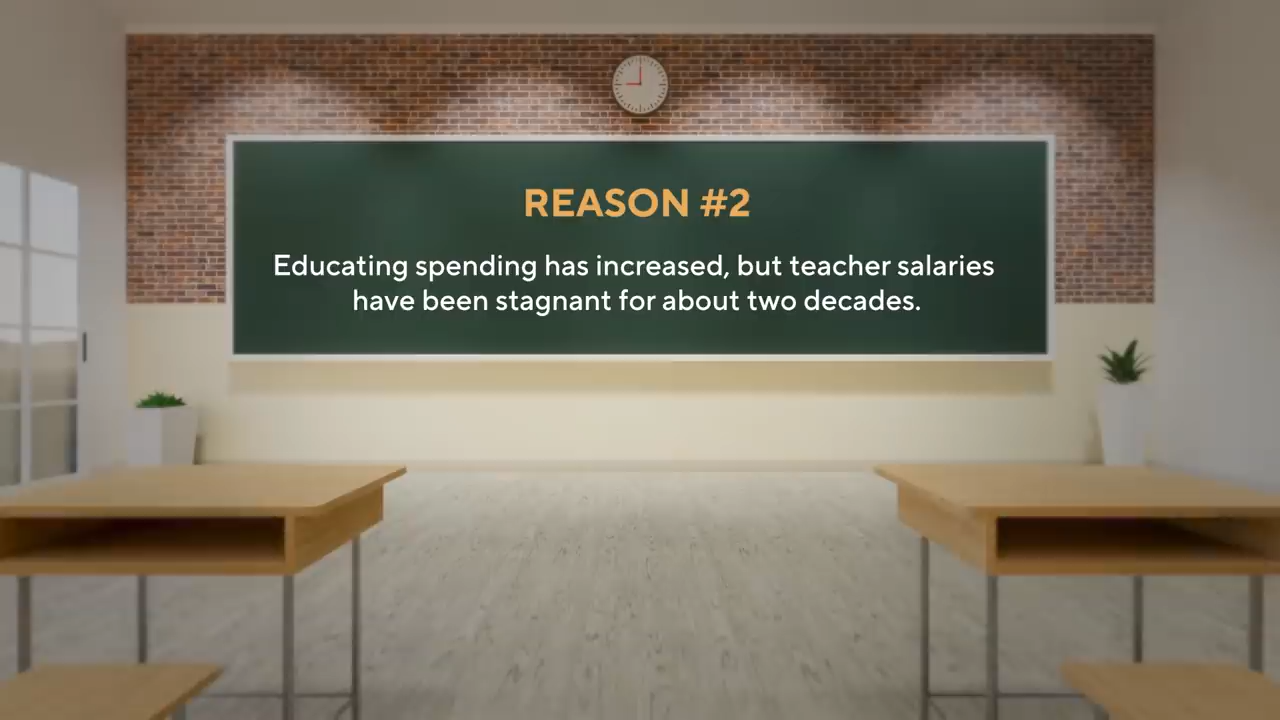 REASON #2
Educating spending has increased, but teacher salaries
have been stagnant for about two decades.